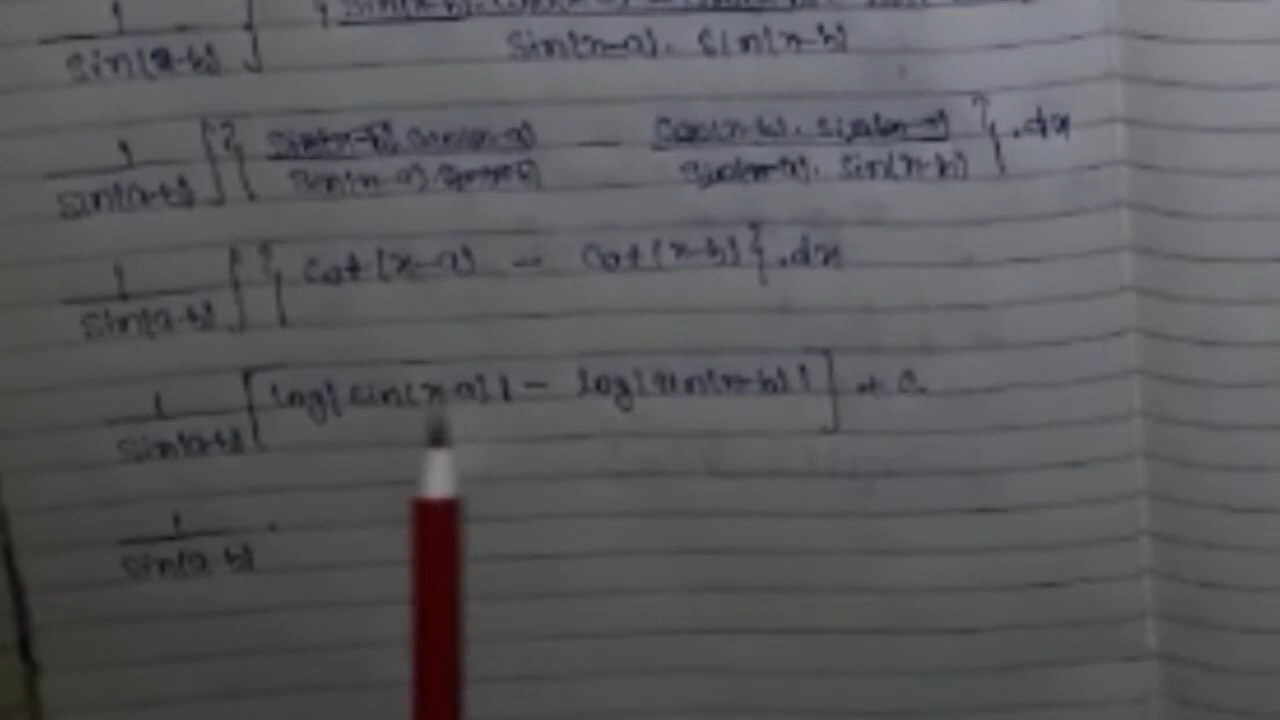 1/sin(a-b) ∫ { / sin(x-a). sin(x-b)
1/sin(a-b) ∫ { sin(x-b).cos(x-a)/sin(x-a).sin(x-b) - cos(x-b).sin(x-a)/sin(x-a).sin(x-b) }.dx
1/sin(a-b) ∫ { cot(x-a) - cot(x-b) }.dx
1/sin(a-b) [ log|sin(x-a)| - log|sin(x-b)| ] + c
1/sin(a-b) .